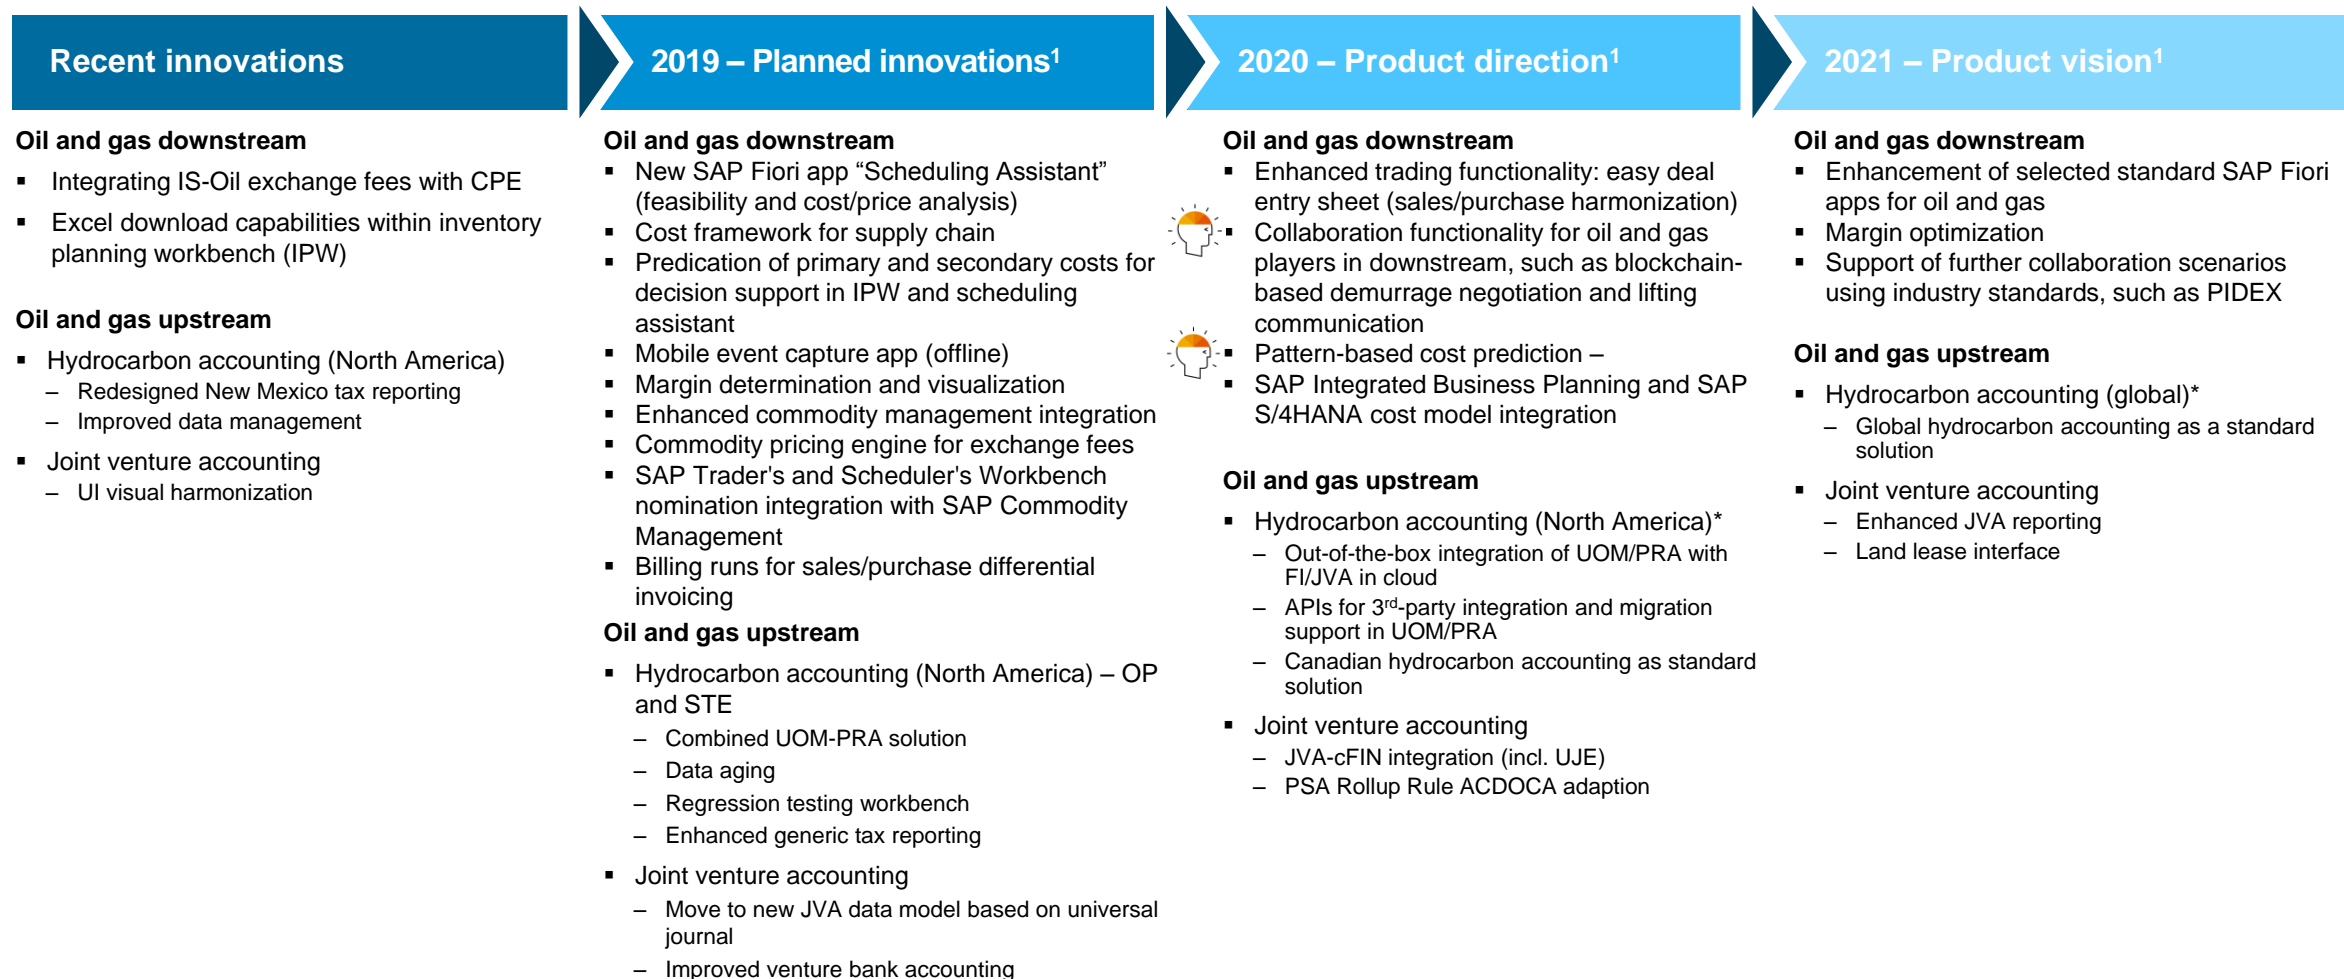 Recent innovations
2019 – Planned innovations¹
2020 – Product direction¹
2021 – Product vision¹
Oil and gas downstream
▪ Integrating IS-Oil exchange fees with CPE
▪ Excel download capabilities within inventory
planning workbench (IPW)
Oil and gas upstream
▪ Hydrocarbon accounting (North America)
– Redesigned New Mexico tax reporting
– Improved data management
▪ Joint venture accounting
– UI visual harmonization
Oil and gas downstream
▪ New SAP Fiori app “Scheduling Assistant”
(feasibility and cost/price analysis)
▪ Cost framework for supply chain
▪ Predication of primary and secondary costs for
decision support in IPW and scheduling
assistant
▪ Mobile event capture app (offline)
▪ Margin determination and visualization
▪ Enhanced commodity management integration
▪ Commodity pricing engine for exchange fees
▪ SAP Trader's and Scheduler's Workbench
nomination integration with SAP Commodity
Management
▪ Billing runs for sales/purchase differential
invoicing
Oil and gas upstream
▪ Hydrocarbon accounting (North America) – OP
and STE
– Combined UOM-PRA solution
– Data aging
– Regression testing workbench
– Enhanced generic tax reporting
▪ Joint venture accounting
– Move to new JVA data model based on universal
journal
– Improved venture bank accounting
Oil and gas downstream
▪ Enhanced trading functionality: easy deal
entry sheet (sales/purchase harmonization)
▪ Collaboration functionality for oil and gas
players in downstream, such as blockchain-
based demurrage negotiation and lifting
communication
▪ Pattern-based cost prediction –
▪ SAP Integrated Business Planning and SAP
S/4HANA cost model integration
Oil and gas upstream
▪ Hydrocarbon accounting (North America)*
– Out-of-the-box integration of UOM/PRA with
FI/JVA in cloud
– APIs for 3rd-party integration and migration
support in UOM/PRA
– Canadian hydrocarbon accounting as standard
solution
▪ Joint venture accounting
– JVA-cFIN integration (incl. UJE)
– PSA Rollup Rule ACDOCA adaption
Oil and gas downstream
▪ Enhancement of selected standard SAP Fiori
apps for oil and gas
▪ Margin optimization
▪ Support of further collaboration scenarios
using industry standards, such as PIDEX
Oil and gas upstream
▪ Hydrocarbon accounting (global)*
– Global hydrocarbon accounting as a standard
solution
▪ Joint venture accounting
– Enhanced JVA reporting
– Land lease interface